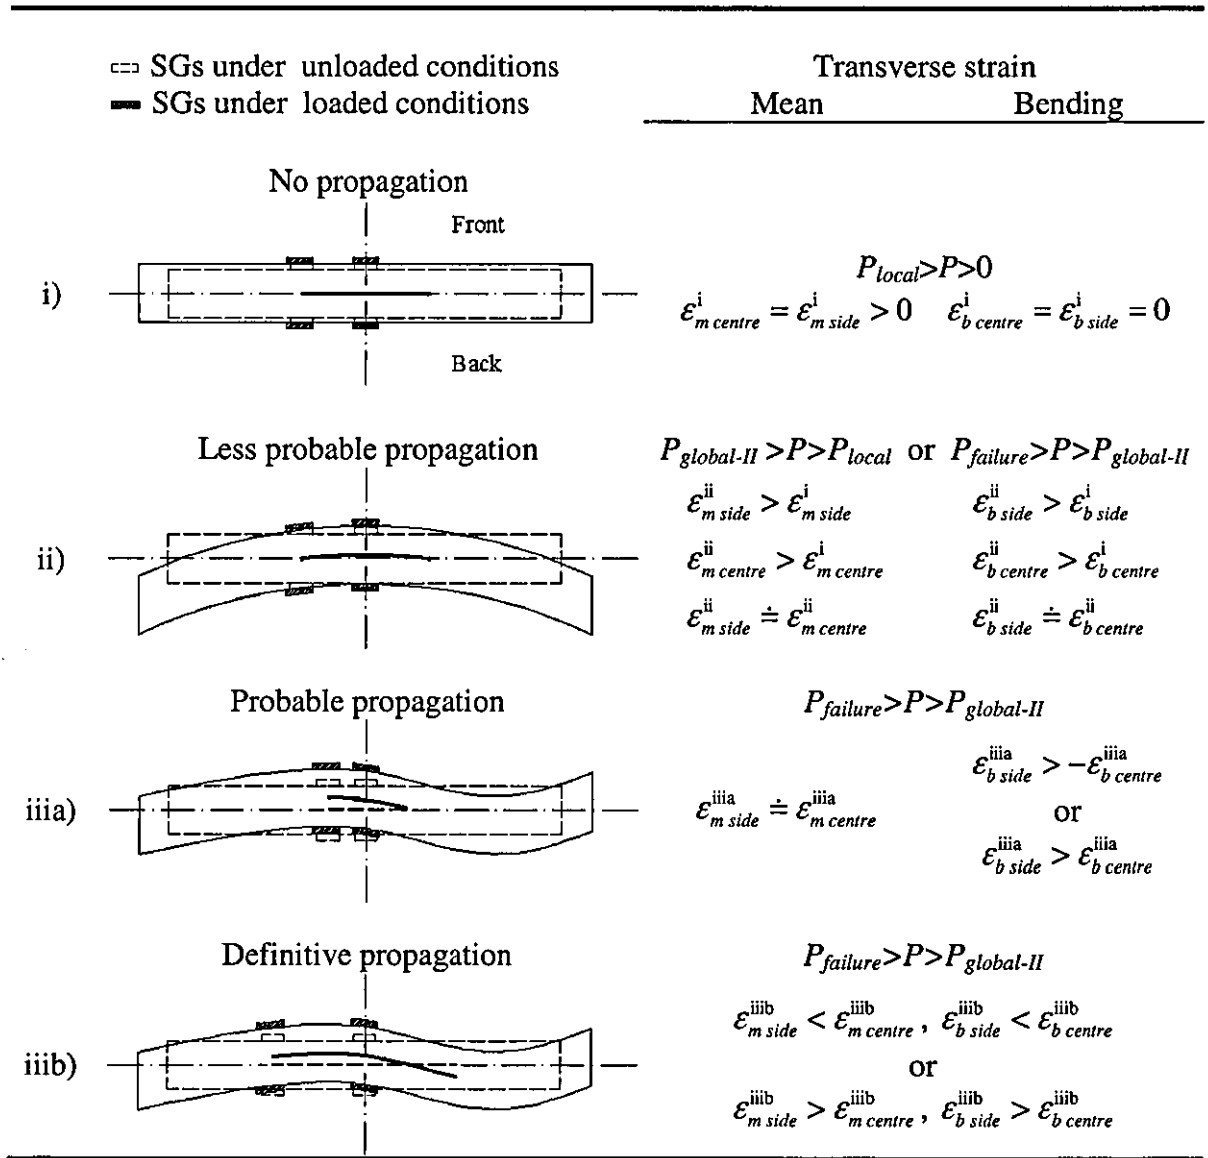 SGs under unloaded conditions
SGs under loaded conditions
Transverse strain
Mean Bending
No propagation
Front
Back
i)
P_local>P>0
ε^i_m centre = ε^i_m side > 0 ε^i_b centre = ε^i_b side = 0
Less probable propagation
ii)
P_global-II >P>P_local or P_failure>P>P_global-II
ε^ii_m side > ε^i_m side ε^ii_b side > ε^i_b side
ε^ii_m centre > ε^i_m centre ε^ii_b centre > ε^i_b centre
ε^ii_m side ≐ ε^ii_m centre ε^ii_b side ≐ ε^ii_b centre
Probable propagation
iiia)
P_failure>P>P_global-II
ε^iiia_m side ≐ ε^iiia_m centre
ε^iiia_b side > −ε^iiia_b centre
or
ε^iiia_b side > ε^iiia_b centre
Definitive propagation
iiib)
P_failure>P>P_global-II
ε^iiib_m side < ε^iiib_m centre , ε^iiib_b side < ε^iiib_b centre
or
ε^iiib_m side > ε^iiib_m centre , ε^iiib_b side > ε^iiib_b centre